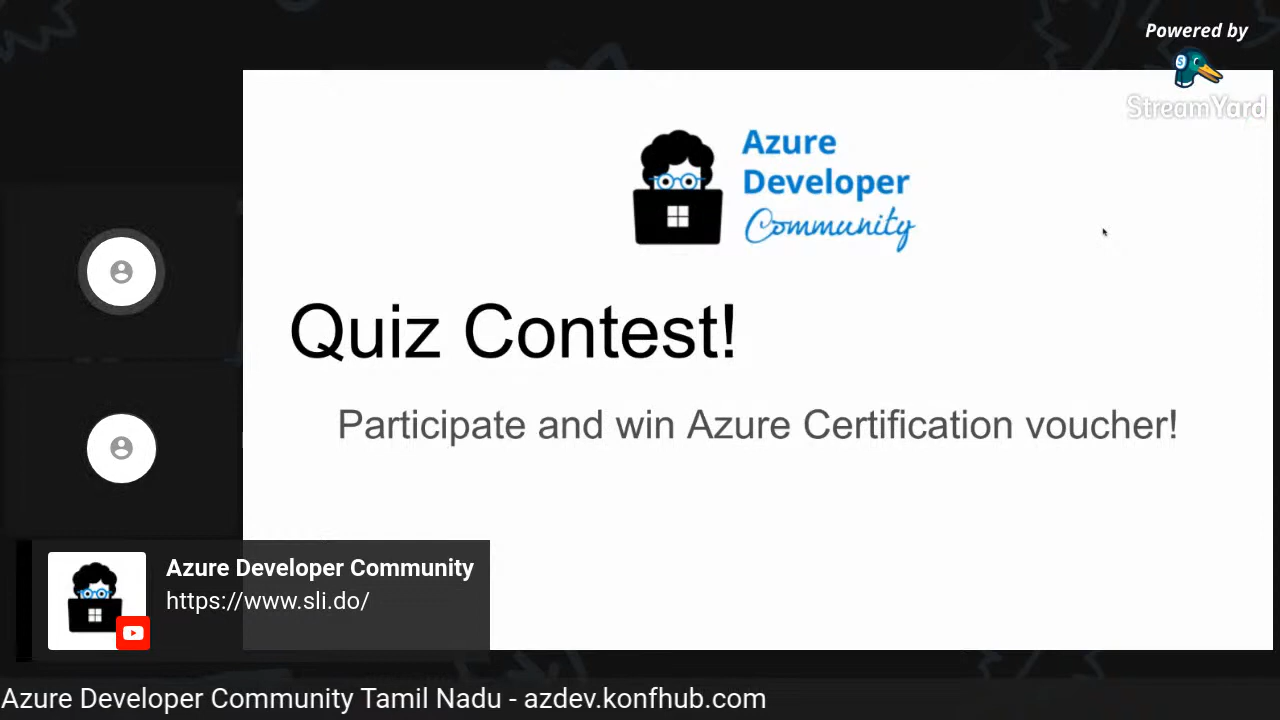 Powered by
StreamYard
Azure
Developer
Community
Quiz Contest!
Participate and win Azure Certification voucher!
Azure Developer Community
https://www.sli.do/
Azure Developer Community Tamil Nadu - azdev.konfhub.com